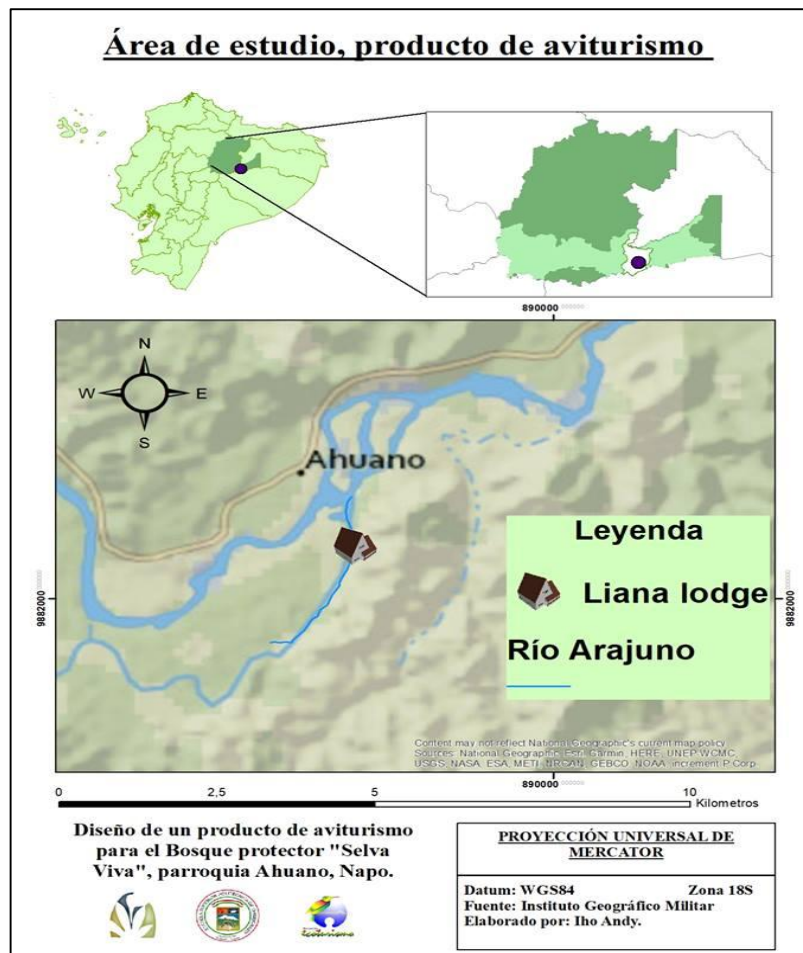 Área de estudio, producto de aviturismo
890000
N
W E
S
Ahuano
Leyenda
Liana lodge
Río Arajuno
9882000
9882000
Content may not reflect National Geographic's current map policy.
Sources: National Geographic, Esri, Garmin, HERE, UNEP-WCMC,
USGS, NASA, ESA, METI, NRCAN, GEBCO, NOAA, increment P Corp.
890000
0 2,5 5 10
Kilometros
Diseño de un producto de aviturismo
para el Bosque protector "Selva
Viva", parroquia Ahuano, Napo.
PROYECCIÓN UNIVERSAL DE
MERCATOR
Datum: WGS84 Zona 18S
Fuente: Instituto Geográfico Militar
Elaborado por: Iho Andy.
Ecoturismo